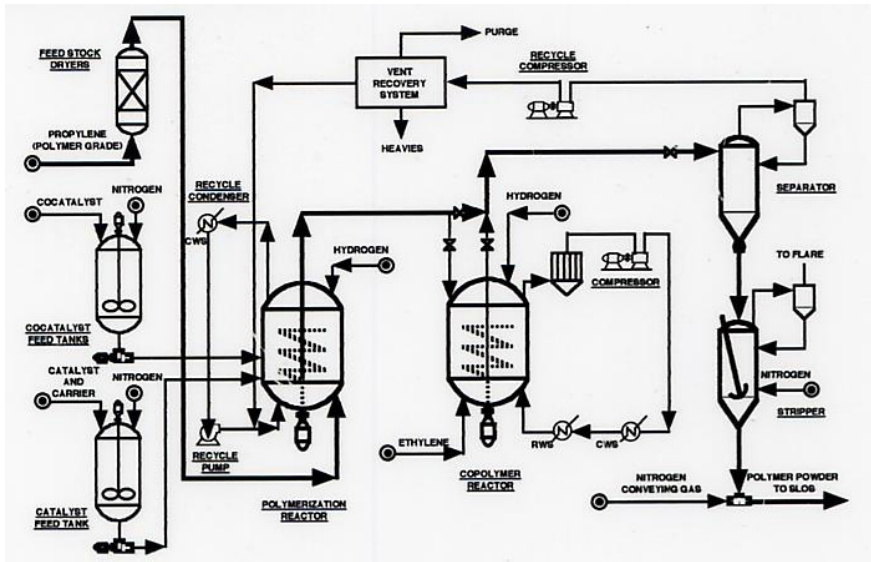 PURGE
FEED STOCK
DRYERS
RECYCLE
COMPRESSOR
VENT
RECOVERY
SYSTEM
PROPYLENE
(POLYMER GRADE)
HEAVIES
COCATALYST
NITROGEN
RECYCLE
CONDENSER
CWS
HYDROGEN
HYDROGEN
SEPARATOR
TO FLARE
COMPRESSOR
COCATALYST
FEED TANKS
CATALYST
AND
CARRIER
NITROGEN
NITROGEN
STRIPPER
ETHYLENE
RWS
CWS
RECYCLE
PUMP
COPOLYMER
REACTOR
POLYMERIZATION
REACTOR
CATALYST
FEED TANK
NITROGEN
CONVEYING GAS
POLYMER POWDER
TO SLOS